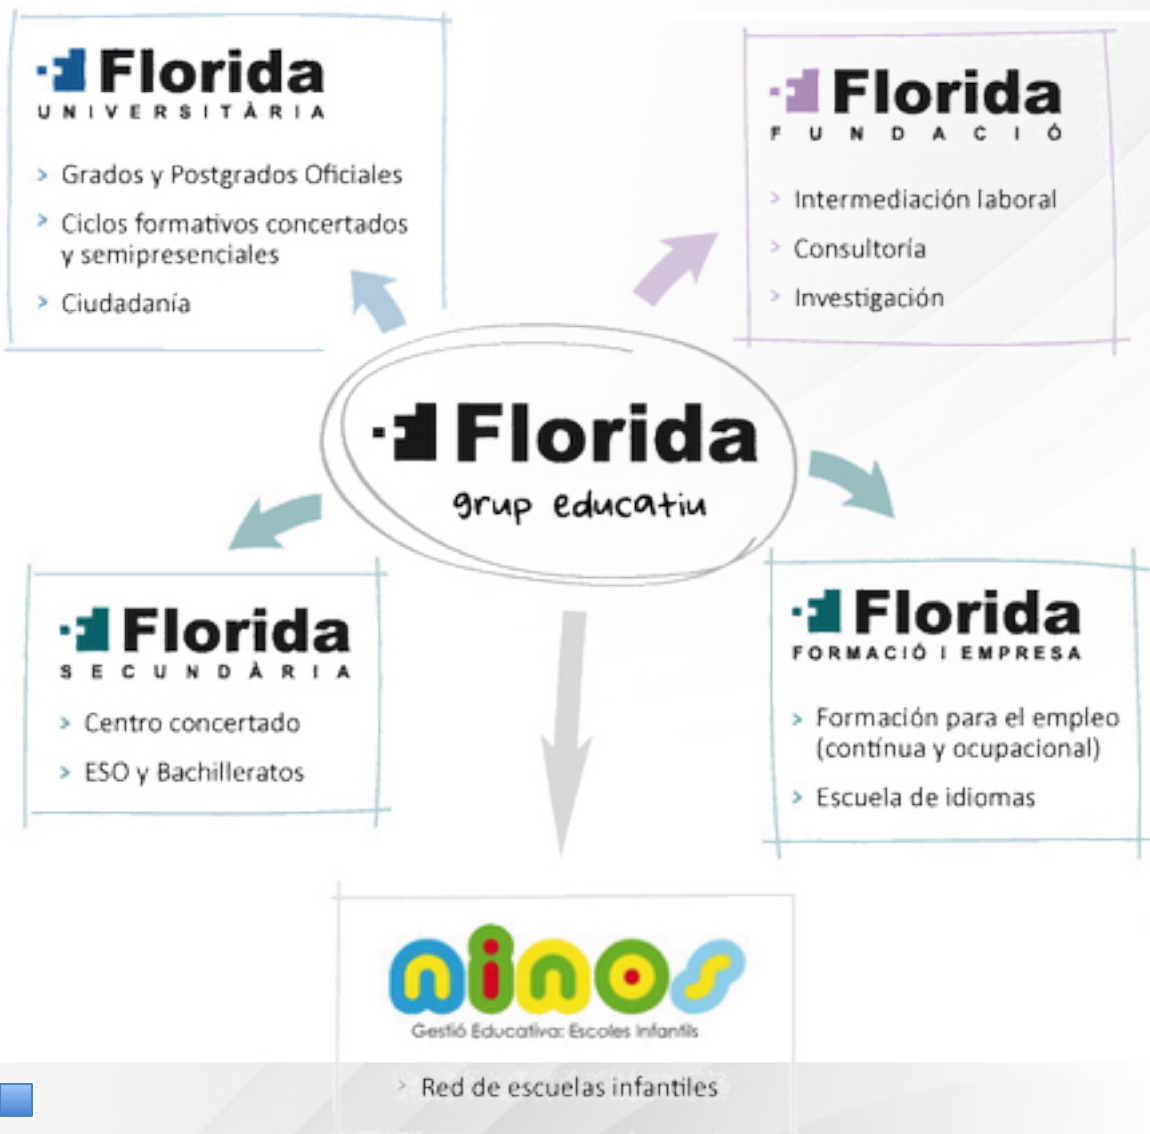 Florida
UNIVERSITÀRIA
> Grados y Postgrados Oficiales
> Ciclos formativos concertados
y semipresenciales
> Ciudadanía
Florida
FUNDACIÓ
> Intermediación laboral
> Consultoría
> Investigación
Florida
grup educatiu
Florida
SECUNDÀRIA
> Centro concertado
> ESO y Bachilleratos
Florida
FORMACIÓ I EMPRESA
> Formación para el empleo
(contínua y ocupacional)
> Escuela de idiomas
ninos
Gestió Educativa: Escoles Infantils
> Red de escuelas infantiles